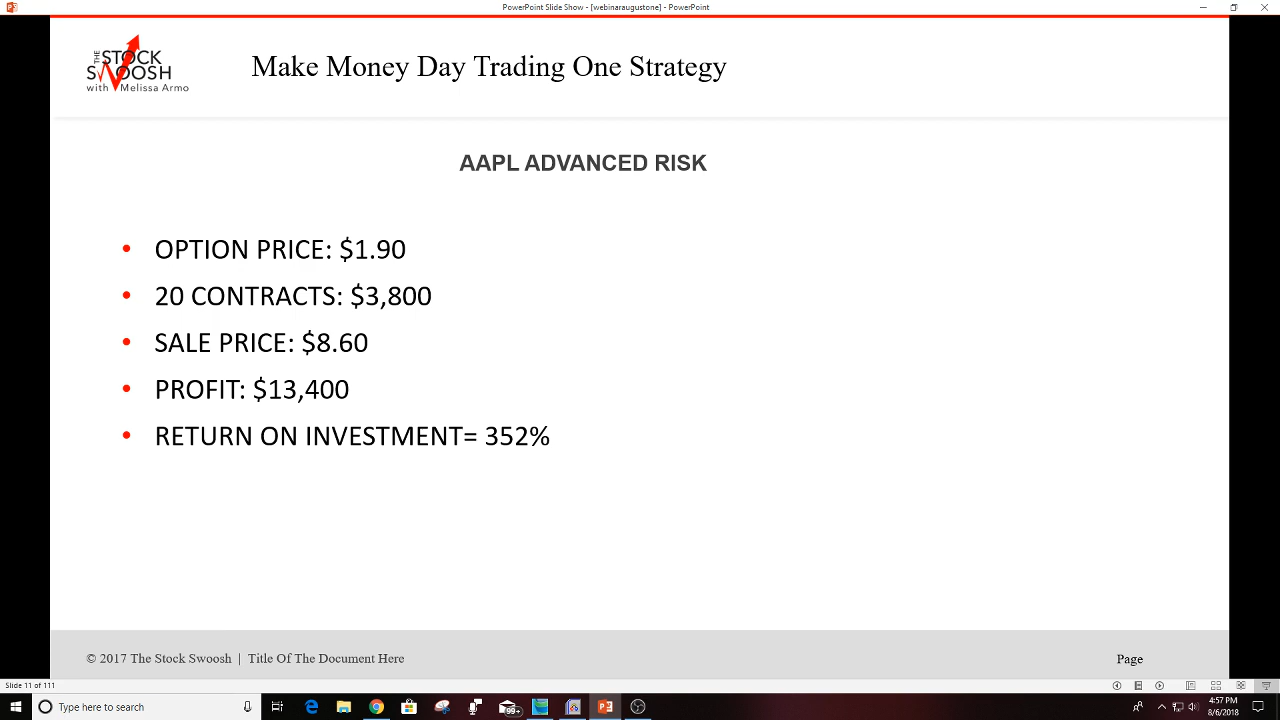 PowerPoint Slide Show - [webinaraugustone] - PowerPoint
THE
STOCK
SWOOSH
with Melissa Armo
Make Money Day Trading One Strategy
AAPL ADVANCED RISK
• OPTION PRICE: $1.90
• 20 CONTRACTS: $3,800
• SALE PRICE: $8.60
• PROFIT: $13,400
• RETURN ON INVESTMENT= 352%
© 2017 The Stock Swoosh | Title Of The Document Here
Page
Slide 11 of 111
Type here to search
99+
4:57 PM
8/6/2018